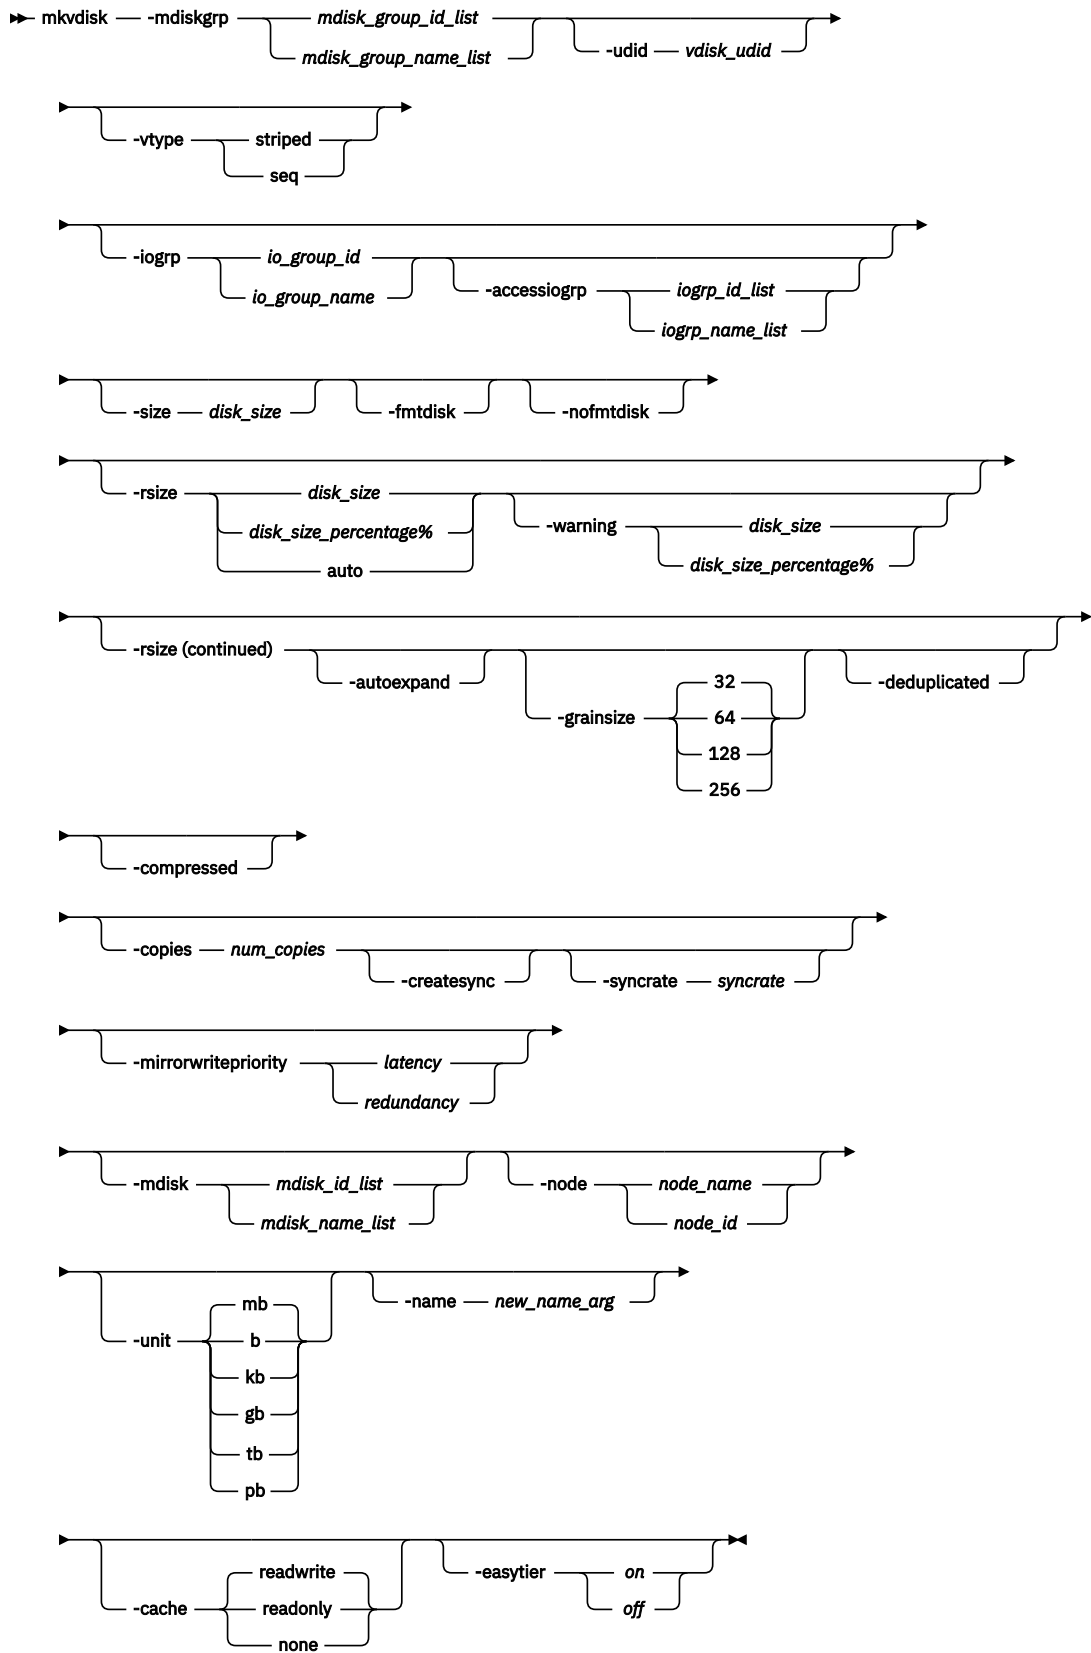 mkvdisk -mdiskgrp mdisk_group_id_list
mdisk_group_name_list -udid vdisk_udid
-vtype striped
seq
-iogrp io_group_id
io_group_name -accessiogrp iogrp_id_list
iogrp_name_list
-size disk_size -fmtdisk -nofmtdisk
-rsize disk_size
disk_size_percentage% -warning disk_size
auto disk_size_percentage%
-rsize (continued)
-autoexpand 32 -deduplicated
-grainsize 64
128
256
-compressed
-copies num_copies
-createsync -syncrate syncrate
-mirrorwritepriority latency
redundancy
-mdisk mdisk_id_list -node node_name
mdisk_name_list node_id
mb -name new_name_arg
-unit b
kb
gb
tb
pb
readwrite -easytier on
-cache readonly off
none